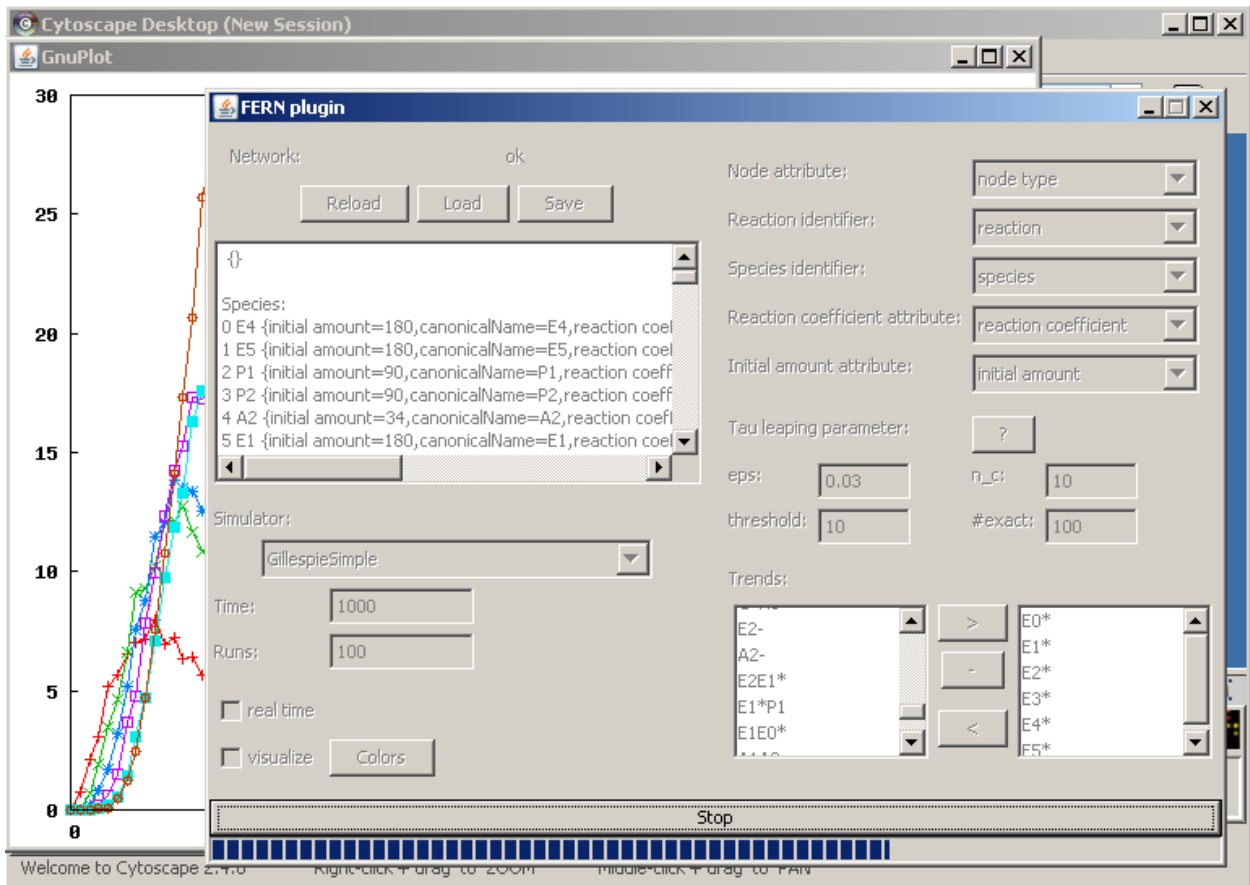 Cytoscape Desktop (New Session)
GnuPlot
30
25
20
15
10
5
0
0
FERN plugin
Network: ok
Reload Load Save
{}
Species:
0 E4 {initial amount=180,canonicalName=E4,reaction coef
1 E5 {initial amount=180,canonicalName=E5,reaction coef
2 P1 {initial amount=90,canonicalName=P1,reaction coeff
3 P2 {initial amount=90,canonicalName=P2,reaction coeff
4 A2 {initial amount=34,canonicalName=A2,reaction coeff
5 E1 {initial amount=180,canonicalName=E1,reaction coef
Simulator:
GillespieSimple
Time: 1000
Runs: 100
real time
visualize Colors
Node attribute: node type
Reaction identifier: reaction
Species identifier: species
Reaction coefficient attribute: reaction coefficient
Initial amount attribute: initial amount
Tau leaping parameter: ?
eps: 0.03 n_c: 10
threshold: 10 #exact: 100
Trends:
E2-
A2-
E2E1*
E1*P1
E1E0*
>
-
<
E0*
E1*
E2*
E3*
E4*
E5*
Stop
Welcome to Cytoscape Right-click + drag to ZOOM Middle-click + drag to PAN